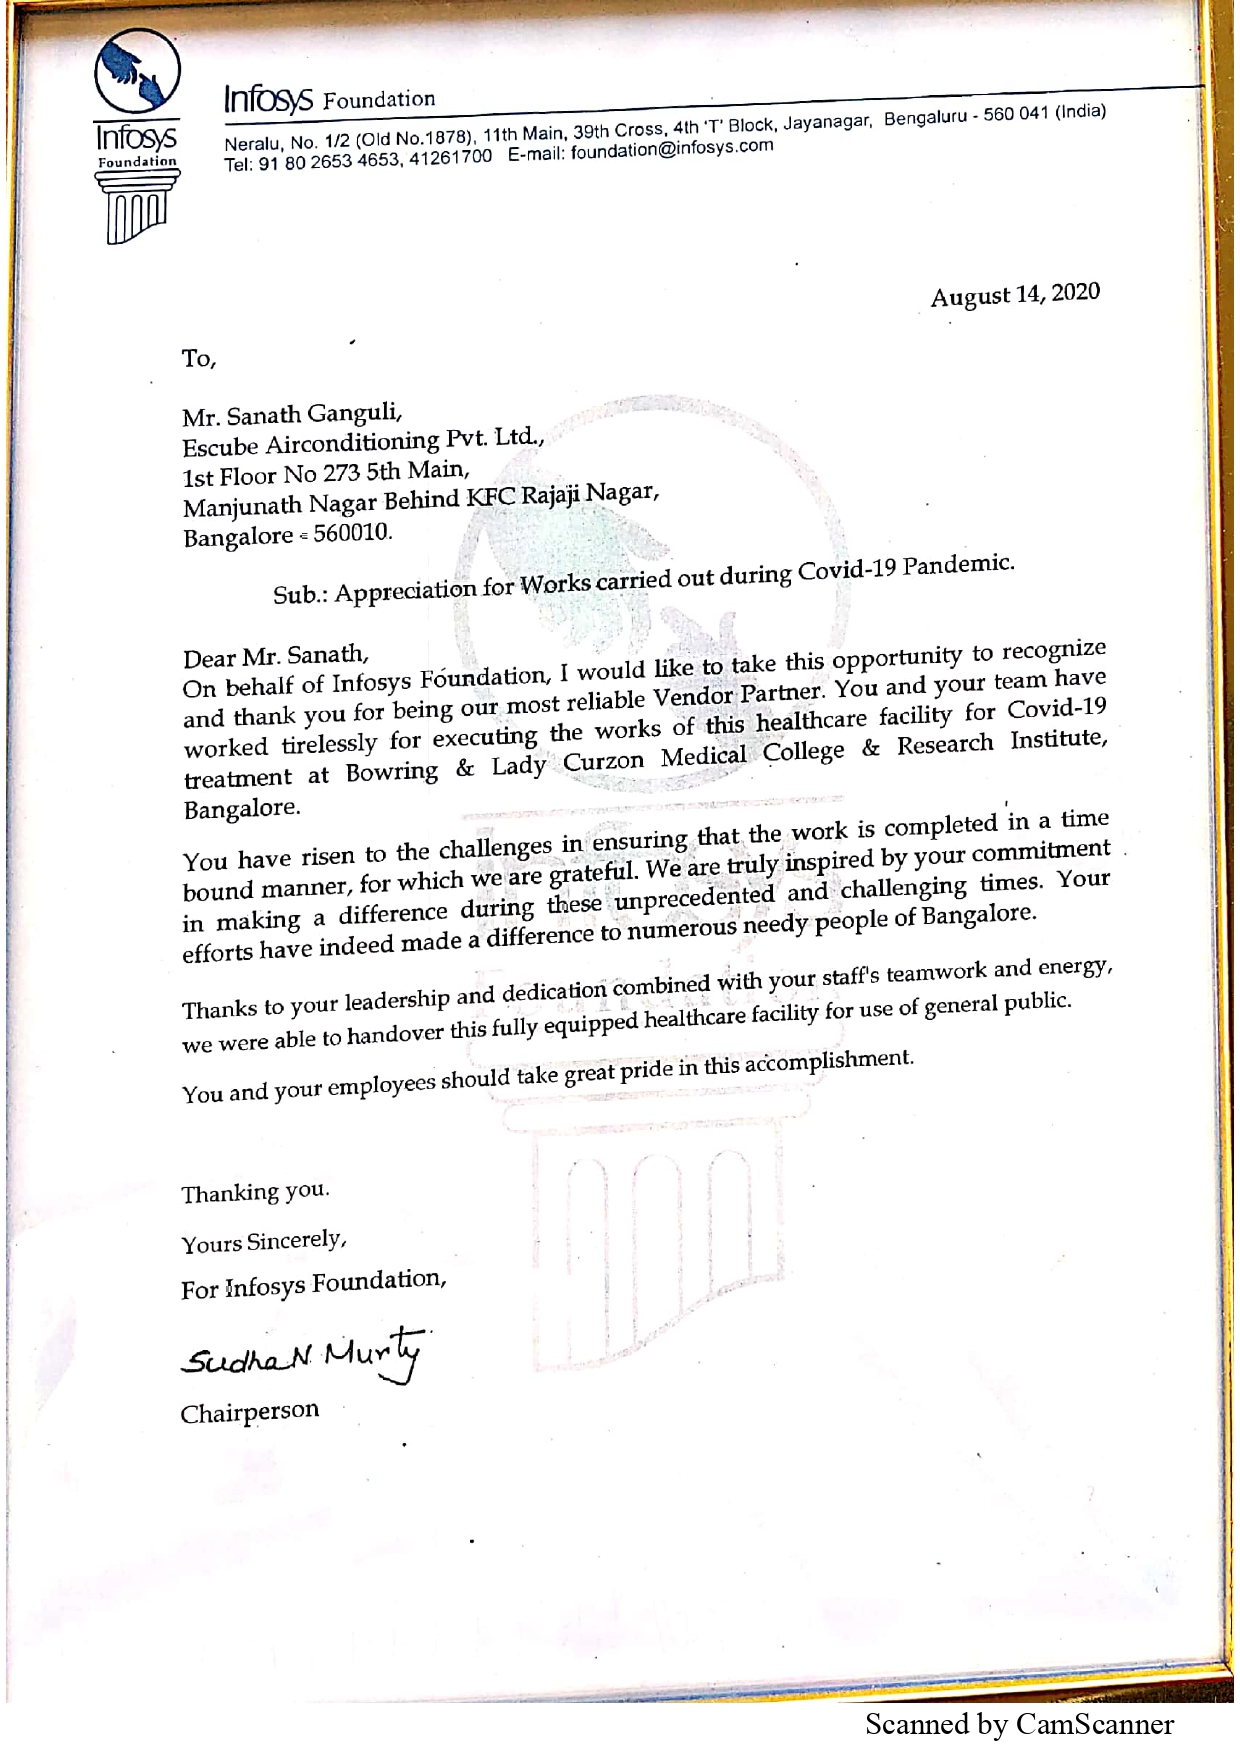 Infosys
Foundation
Infosys Foundation
Neralu, No. 1/2 (Old No.1878), 11th Main, 39th Cross, 4th 'T' Block, Jayanagar, Bengaluru - 560 041 (India)
Tel: 91 80 2653 4653, 41261700 E-mail: foundation@infosys.com
August 14, 2020
To,
Mr. Sanath Ganguli,
Escube Airconditioning Pvt. Ltd.,
1st Floor No 273 5th Main,
Manjunath Nagar Behind KFC Rajaji Nagar,
Bangalore - 560010.
Sub.: Appreciation for Works carried out during Covid-19 Pandemic.
Dear Mr. Sanath,
On behalf of Infosys Foundation, I would like to take this opportunity to recognize
and thank you for being our most reliable Vendor Partner. You and your team have
worked tirelessly for executing the works of this healthcare facility for Covid-19
treatment at Bowring & Lady Curzon Medical College & Research Institute,
Bangalore.
You have risen to the challenges in ensuring that the work is completed in a time
bound manner, for which we are grateful. We are truly inspired by your commitment
in making a difference during these unprecedented and challenging times. Your
efforts have indeed made a difference to numerous needy people of Bangalore.
Thanks to your leadership and dedication combined with your staff's teamwork and energy,
we were able to handover this fully equipped healthcare facility for use of general public.
You and your employees should take great pride in this accomplishment.
Thanking you.
Yours Sincerely,
For Infosys Foundation,
Sudha N Murty
Chairperson
Scanned by CamScanner